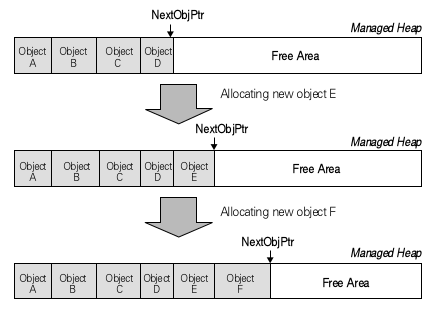 NextObjPtr
Managed Heap
Object A
Object B
Object C
Object D
Free Area
Allocating new object E
NextObjPtr
Managed Heap
Object A
Object B
Object C
Object D
Object E
Free Area
Allocating new object F
NextObjPtr
Managed Heap
Object A
Object B
Object C
Object D
Object E
Object F
Free Area